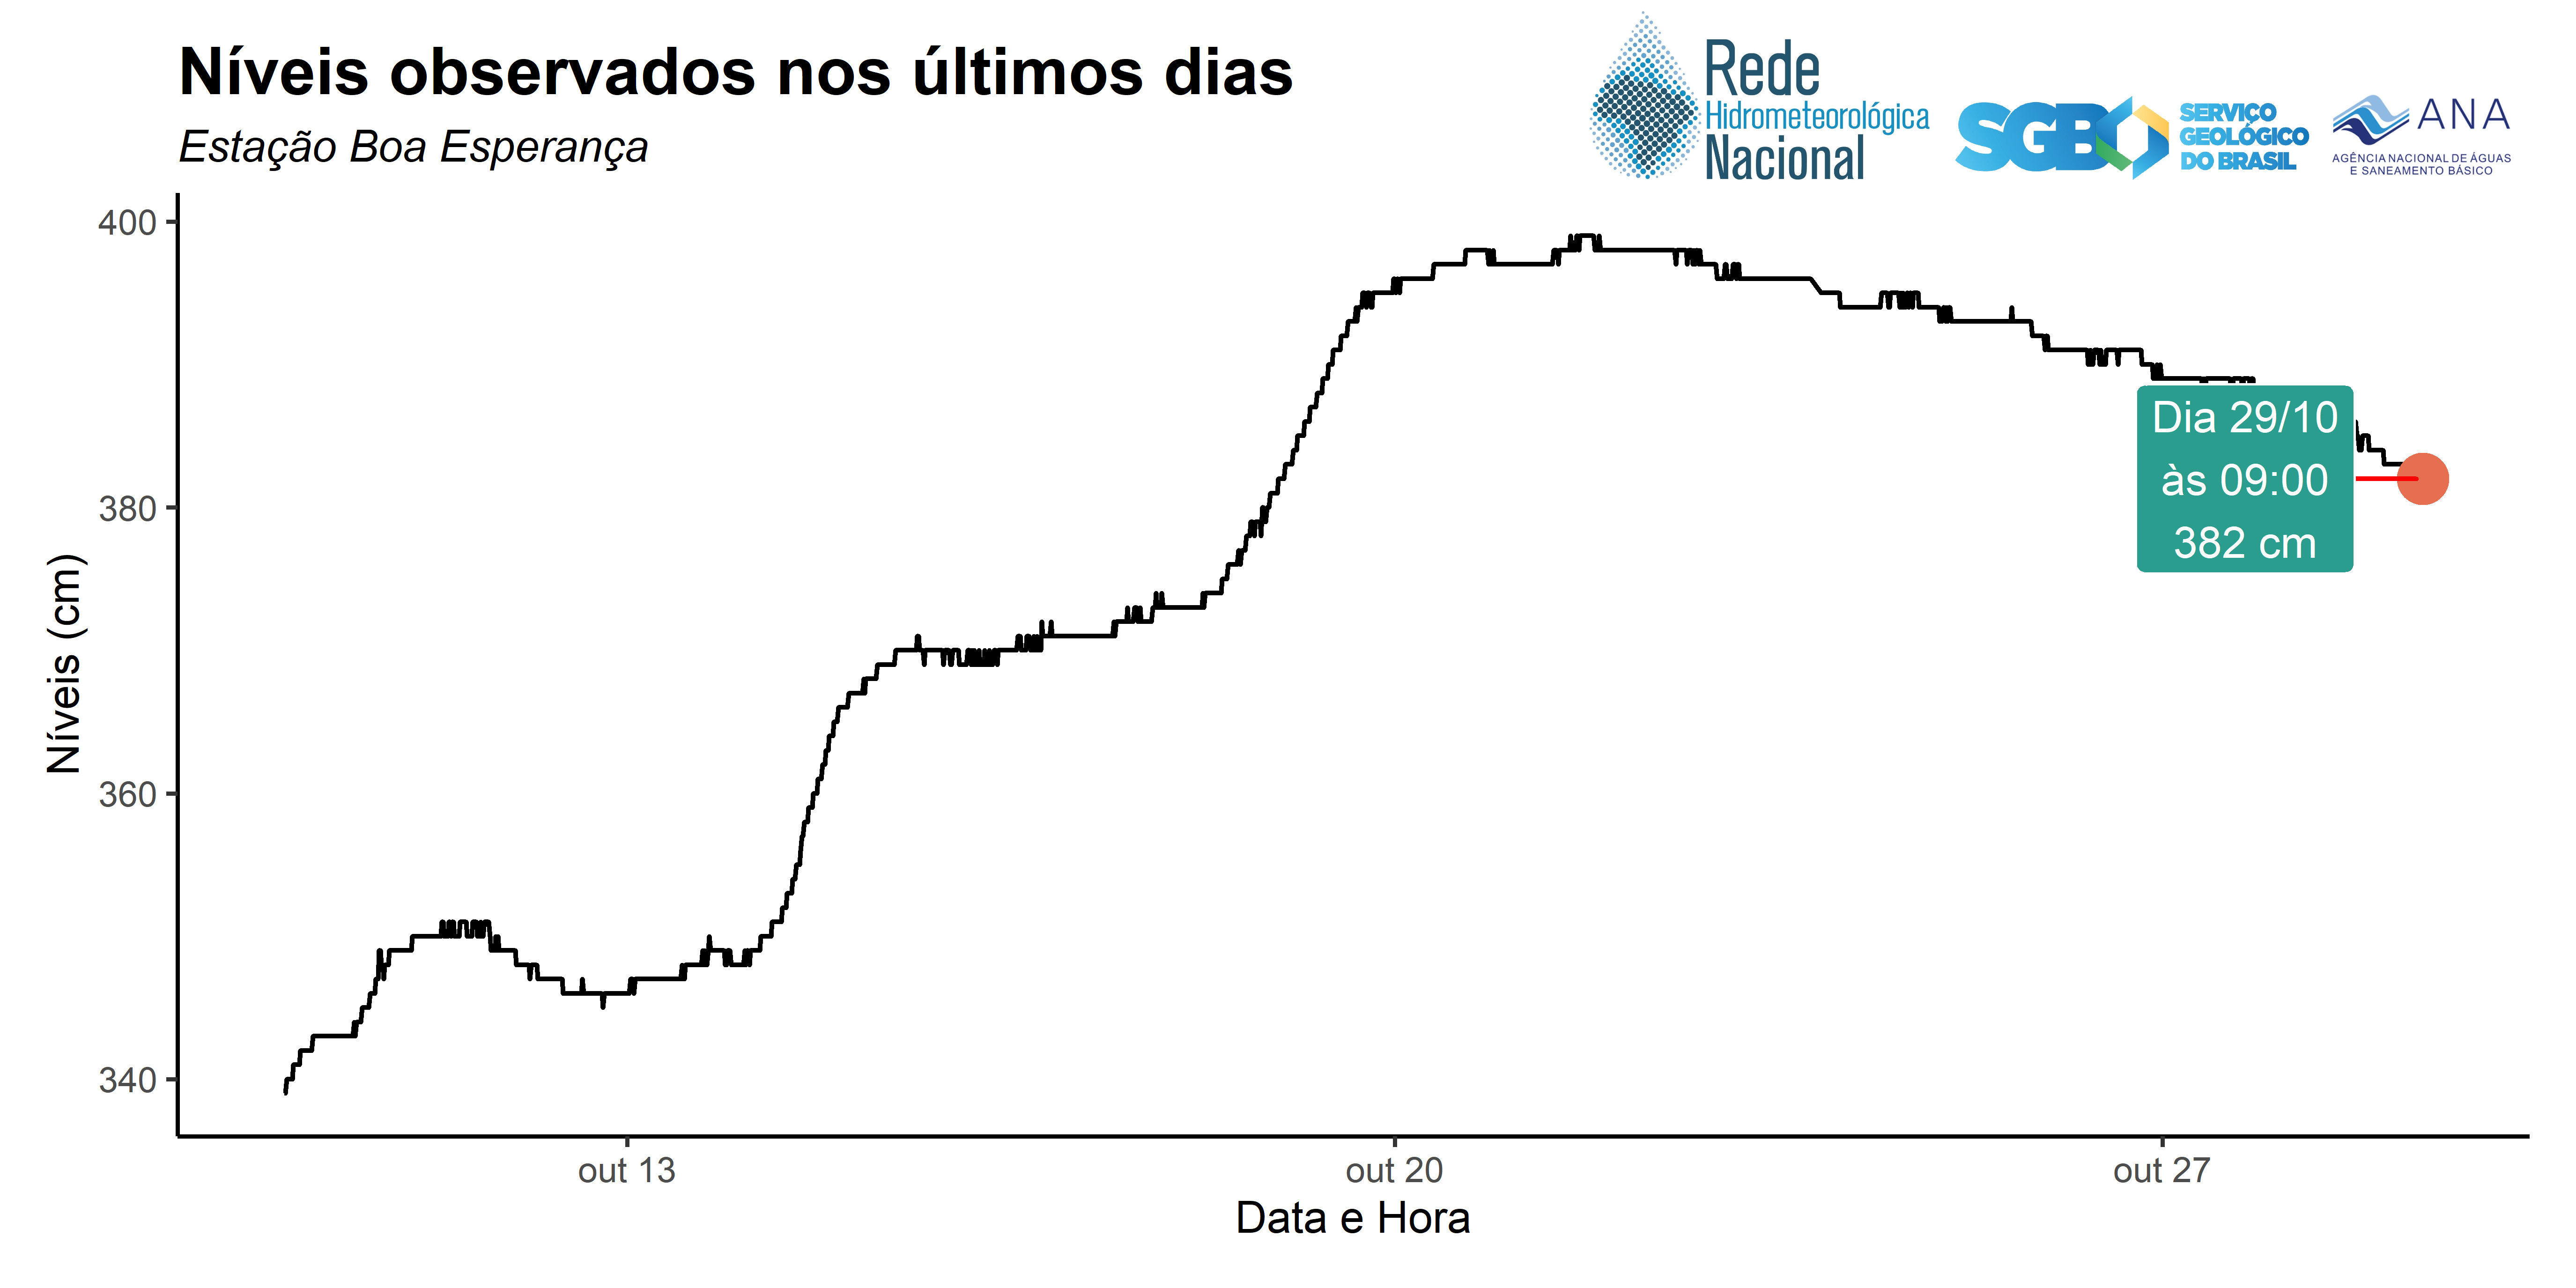 Níveis observados nos últimos dias
Estação Boa Esperança
Rede
Hidrometeorológica
Nacional
SGB
SERVIÇO
GEOLÓGICO
DO BRASIL
ANA
AGÊNCIA NACIONAL DE ÁGUAS
E SANEAMENTO BÁSICO
Níveis (cm)
400
380
360
340
Dia 29/10
às 09:00
382 cm
out 13
out 20
out 27
Data e Hora